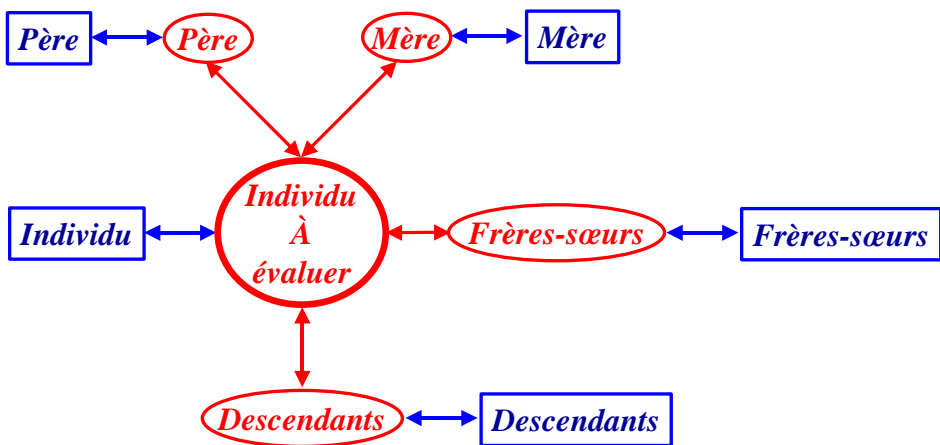 Père
Père
Mère
Mère
Individu
Individu
À
évaluer
Frères-sœurs
Frères-sœurs
Descendants
Descendants